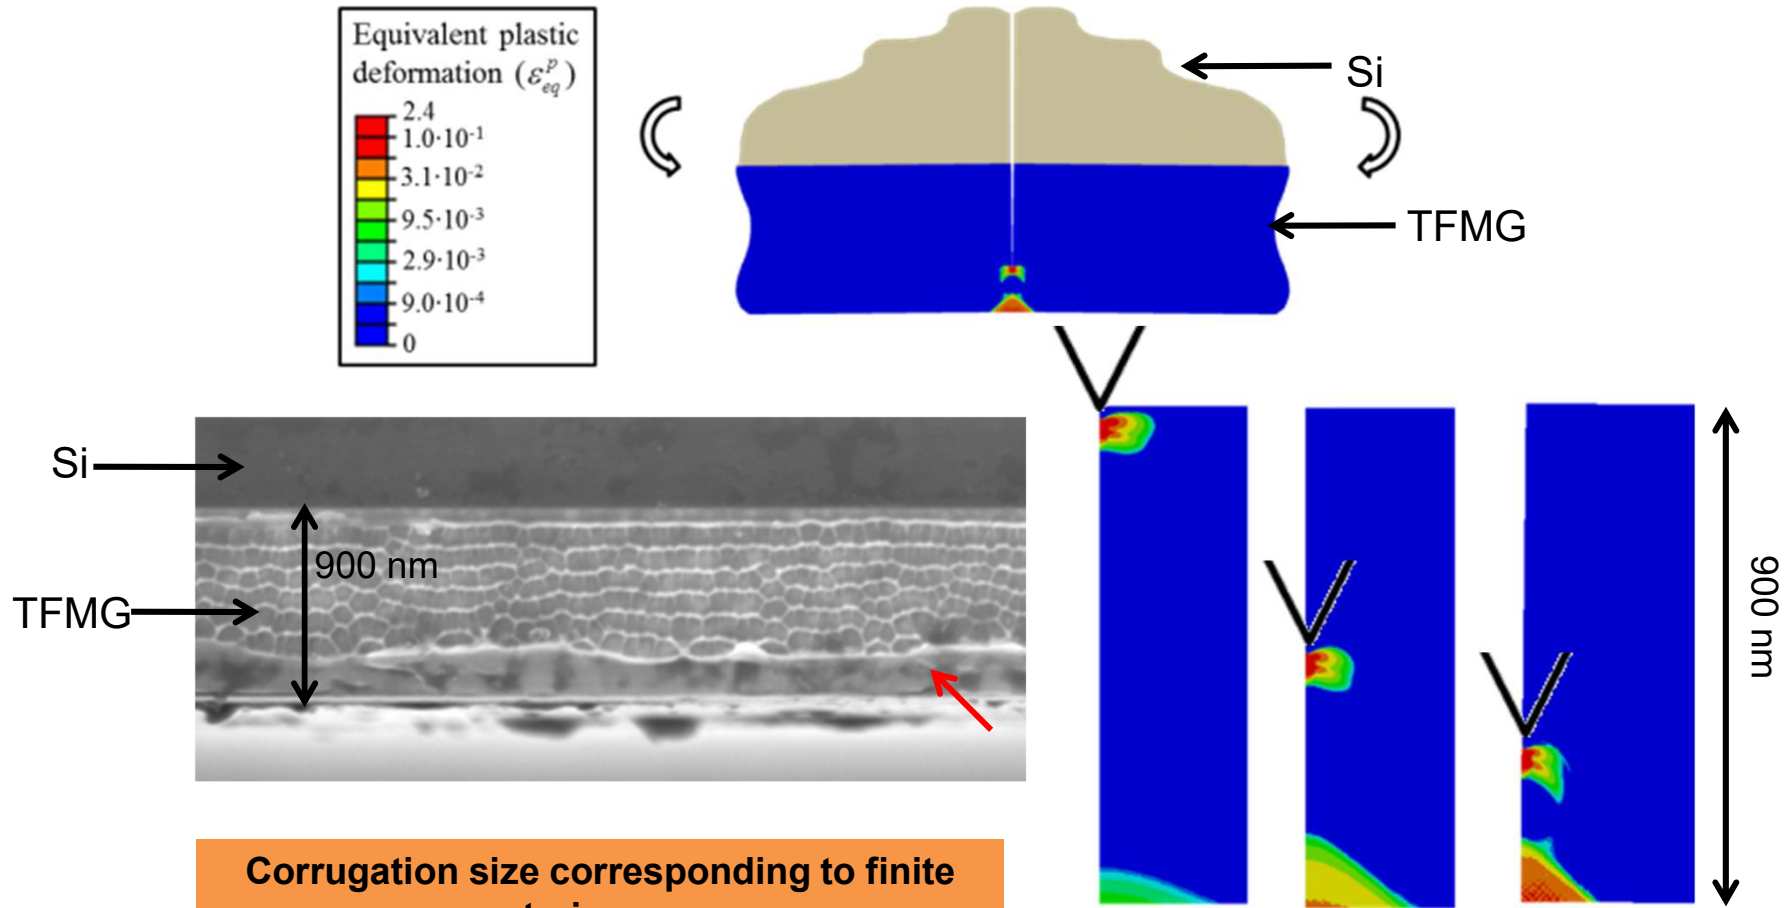 Equivalent plastic
deformation (εᵖeq)
2.4
1.0·10⁻¹
3.1·10⁻²
9.5·10⁻³
2.9·10⁻³
9.0·10⁻⁴
0
Si
TFMG
Si
900 nm
TFMG
900 nm
Corrugation size corresponding to finite